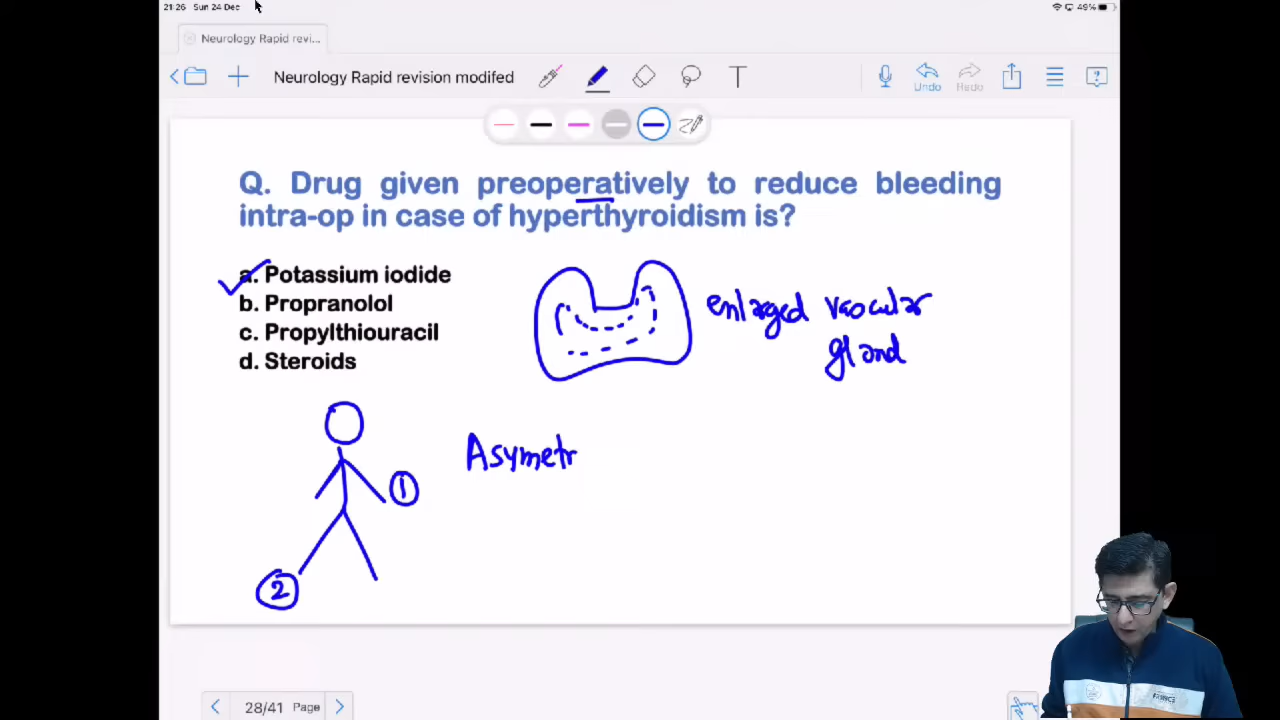 21:26 Sun 24 Dec
49%
Neurology Rapid revi...
Neurology Rapid revision modifed
T
Undo
Redo
Q. Drug given preoperatively to reduce bleeding
intra-op in case of hyperthyroidism is?
a. Potassium iodide
b. Propranolol
c. Propylthiouracil
d. Steroids
enlarged vascular
gland
Asymetr
1
2
28/41 Page